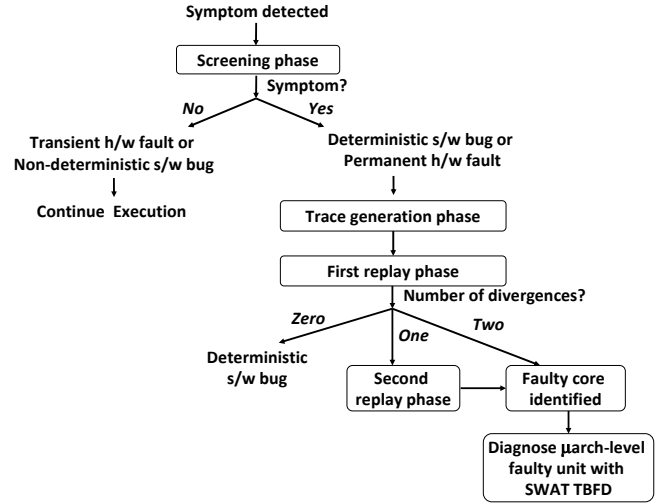 Symptom detected
Screening phase
Symptom?
No
Yes
Transient h/w fault or
Non-deterministic s/w bug
Deterministic s/w bug or
Permanent h/w fault
Continue Execution
Trace generation phase
First replay phase
Number of divergences?
Zero
One
Two
Deterministic
s/w bug
Second
replay phase
Faulty core
identified
Diagnose μarch-level
faulty unit with
SWAT TBFD